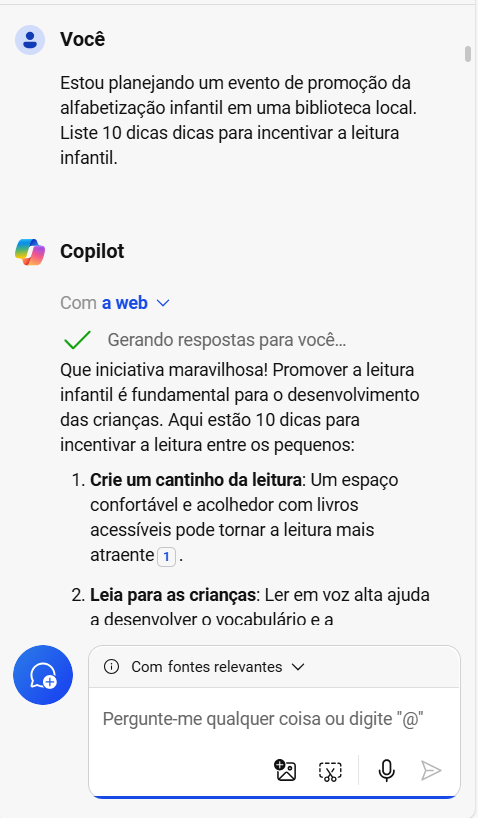 Você
Estou planejando um evento de promoção da
alfabetização infantil em uma biblioteca local.
Liste 10 dicas dicas para incentivar a leitura
infantil.
Copilot
Com a web
Gerando respostas para você...
Que iniciativa maravilhosa! Promover a leitura
infantil é fundamental para o desenvolvimento
das crianças. Aqui estão 10 dicas para
incentivar a leitura entre os pequenos:
1. Crie um cantinho da leitura: Um espaço
confortável e acolhedor com livros
acessíveis pode tornar a leitura mais
atraente 1 .
2. Leia para as crianças: Ler em voz alta ajuda
a desenvolver o vocabulário e a
Com fontes relevantes
Pergunte-me qualquer coisa ou digite "@"